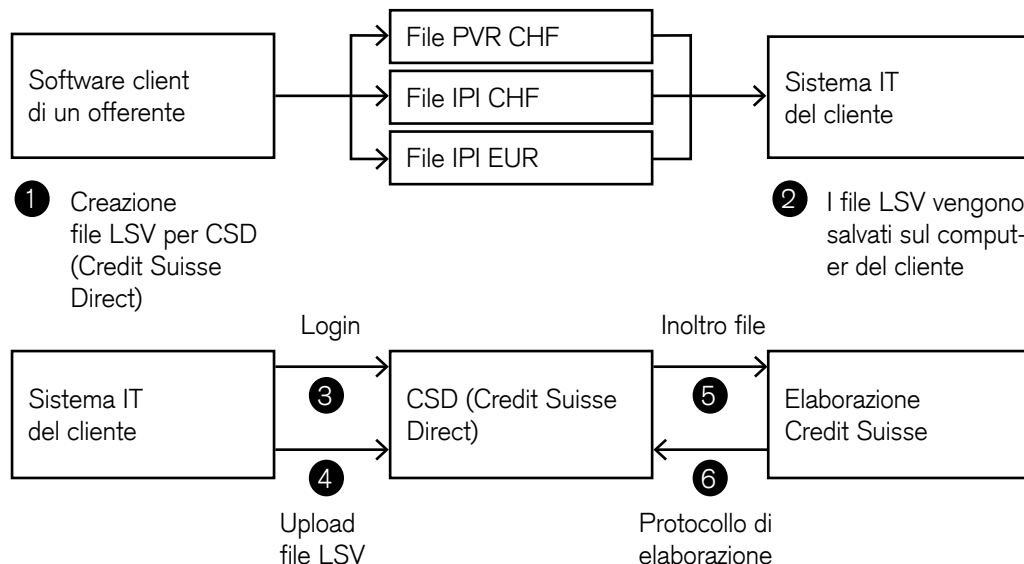 File PVR CHF
Software client
di un offerente
File IPI CHF
File IPI EUR
Sistema IT
del cliente
1 Creazione
file LSV per CSD
(Credit Suisse
Direct)
2 I file LSV vengono
salvati sul comput-
er del cliente
Login
Inoltro file
Sistema IT
del cliente
3
4
CSD (Credit Suisse
Direct)
5
6
Elaborazione
Credit Suisse
Upload
file LSV
Protocollo di
elaborazione